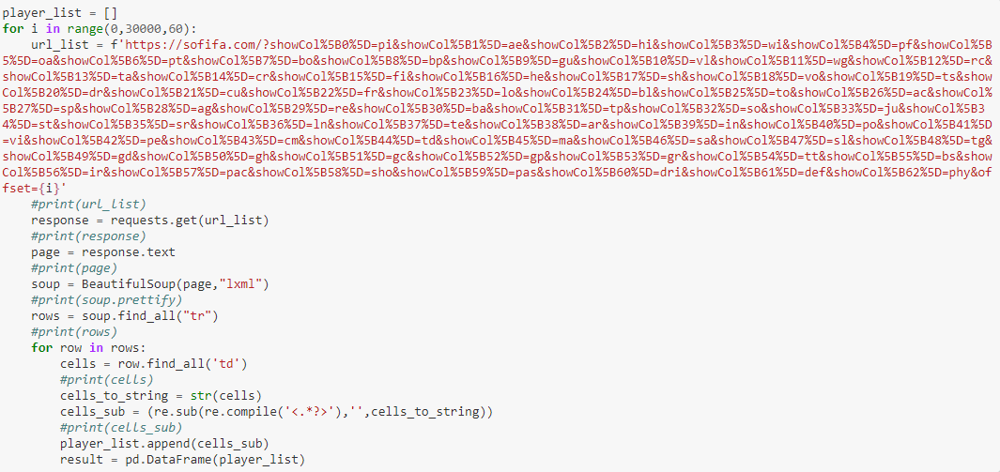 player_list = []
for i in range(0,30000,60):
    url_list = f'https://sofifa.com/?showCol%5B0%5D=pi&showCol%5B1%5D=ae&showCol%5B2%5D=hi&showCol%5B3%5D=wi&showCol%5B4%5D=pf&showCol%5B
5%5D=oa&showCol%5B6%5D=pt&showCol%5B7%5D=bo&showCol%5B8%5D=bp&showCol%5B9%5D=gu&showCol%5B10%5D=vl&showCol%5B11%5D=wg&showCol%5B12%5D=rc&
showCol%5B13%5D=ta&showCol%5B14%5D=cr&showCol%5B15%5D=fi&showCol%5B16%5D=he&showCol%5B17%5D=sh&showCol%5B18%5D=vo&showCol%5B19%5D=ts&show
Col%5B20%5D=dr&showCol%5B21%5D=cu&showCol%5B22%5D=fr&showCol%5B23%5D=lo&showCol%5B24%5D=bl&showCol%5B25%5D=to&showCol%5B26%5D=ac&showCol%
5B27%5D=sp&showCol%5B28%5D=ag&showCol%5B29%5D=re&showCol%5B30%5D=ba&showCol%5B31%5D=tp&showCol%5B32%5D=so&showCol%5B33%5D=ju&showCol%5B3
4%5D=st&showCol%5B35%5D=sr&showCol%5B36%5D=ln&showCol%5B37%5D=te&showCol%5B38%5D=ar&showCol%5B39%5D=in&showCol%5B40%5D=po&showCol%5B41%5D
=vi&showCol%5B42%5D=pe&showCol%5B43%5D=cm&showCol%5B44%5D=td&showCol%5B45%5D=ma&showCol%5B46%5D=sa&showCol%5B47%5D=sl&showCol%5B48%5D=tg&
showCol%5B49%5D=gd&showCol%5B50%5D=gh&showCol%5B51%5D=gc&showCol%5B52%5D=gp&showCol%5B53%5D=gr&showCol%5B54%5D=tt&showCol%5B55%5D=bs&show
Col%5B56%5D=ir&showCol%5B57%5D=pac&showCol%5B58%5D=sho&showCol%5B59%5D=pas&showCol%5B60%5D=dri&showCol%5B61%5D=def&showCol%5B62%5D=phy&of
fset={i}'
    #print(url_list)
    response = requests.get(url_list)
    #print(response)
    page = response.text
    #print(page)
    soup = BeautifulSoup(page,"lxml")
    #print(soup.prettify)
    rows = soup.find_all("tr")
    #print(rows)
    for row in rows:
        cells = row.find_all('td')
        #print(cells)
        cells_to_string = str(cells)
        cells_sub = (re.sub(re.compile('<.*?>'),'',cells_to_string))
        #print(cells_sub)
        player_list.append(cells_sub)
        result = pd.DataFrame(player_list)